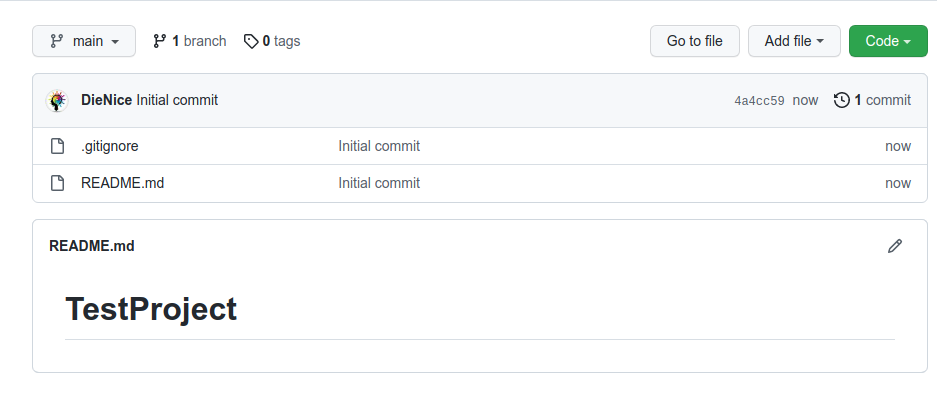 main 1 branch 0 tags Go to file Add file Code
DieNice Initial commit 4a4cc59 now 1 commit
.gitignore Initial commit now
README.md Initial commit now
README.md
TestProject